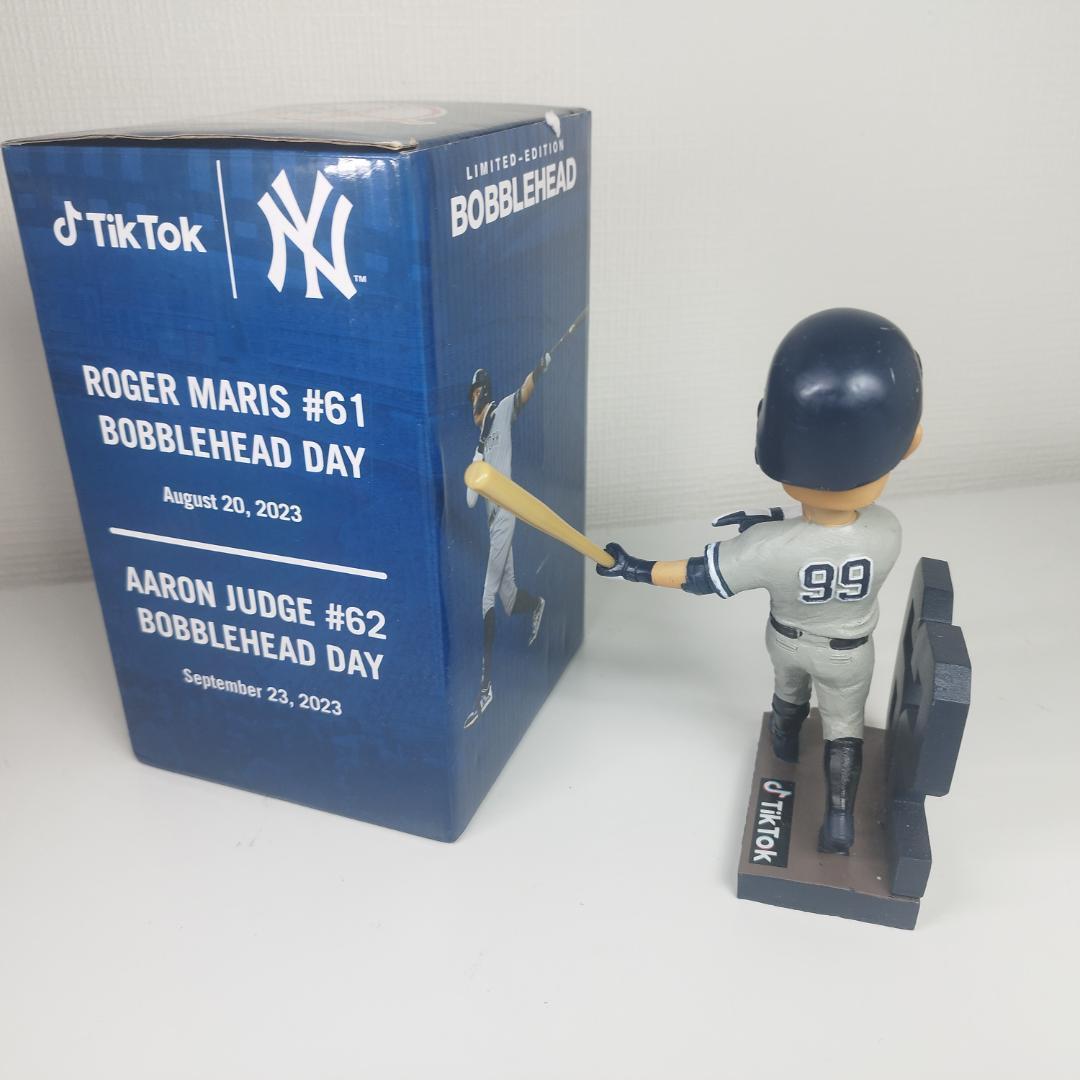 TikTok
NY
TM
ROGER MARIS #61
BOBBLEHEAD DAY
August 20, 2023
AARON JUDGE #62
BOBBLEHEAD DAY
September 23, 2023
LIMITED-EDITION
BOBBLEHEAD
99
TikTok